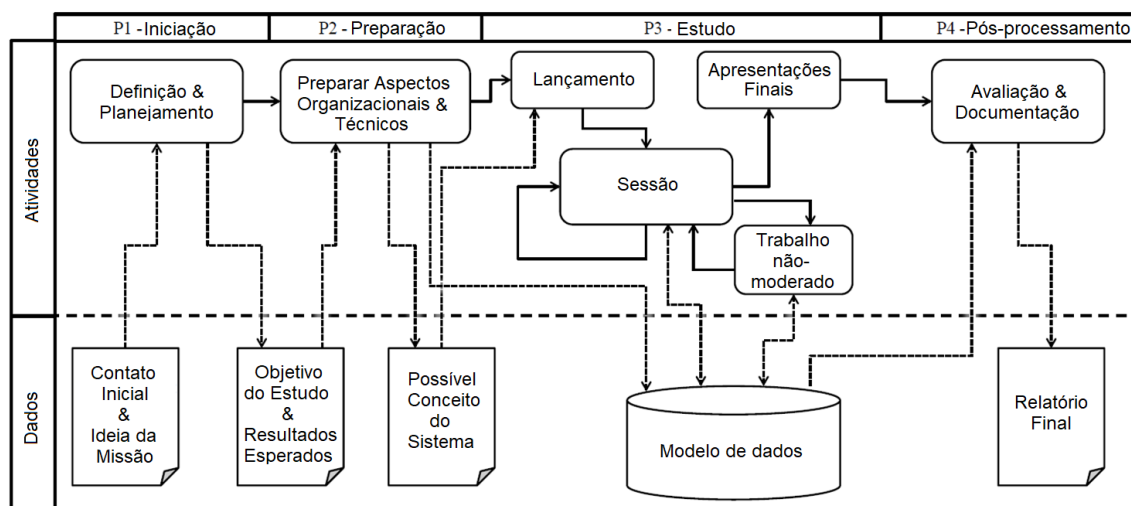 P1 - Iniciação
P2 - Preparação
P3 - Estudo
P4 - Pós-processamento
Atividades
Definição &
Planejamento
Preparar Aspectos
Organizacionais &
Técnicos
Lançamento
Apresentações
Finais
Avaliação &
Documentação
Sessão
Trabalho
não-
moderado
Dados
Contato
Inicial
&
Ideia da
Missão
Objetivo
do Estudo
&
Resultados
Esperados
Possível
Conceito
do
Sistema
Modelo de dados
Relatório
Final